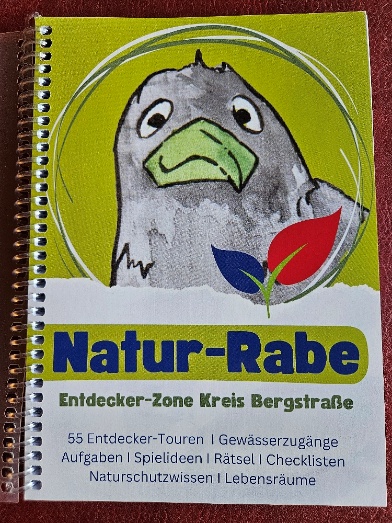 Natur-Rabe
Entdecker-Zone Kreis Bergstraße
55 Entdecker-Touren I Gewässerzugänge
Aufgaben I Spielideen I Rätsel I Checklisten
Naturschutzwissen I Lebensräume